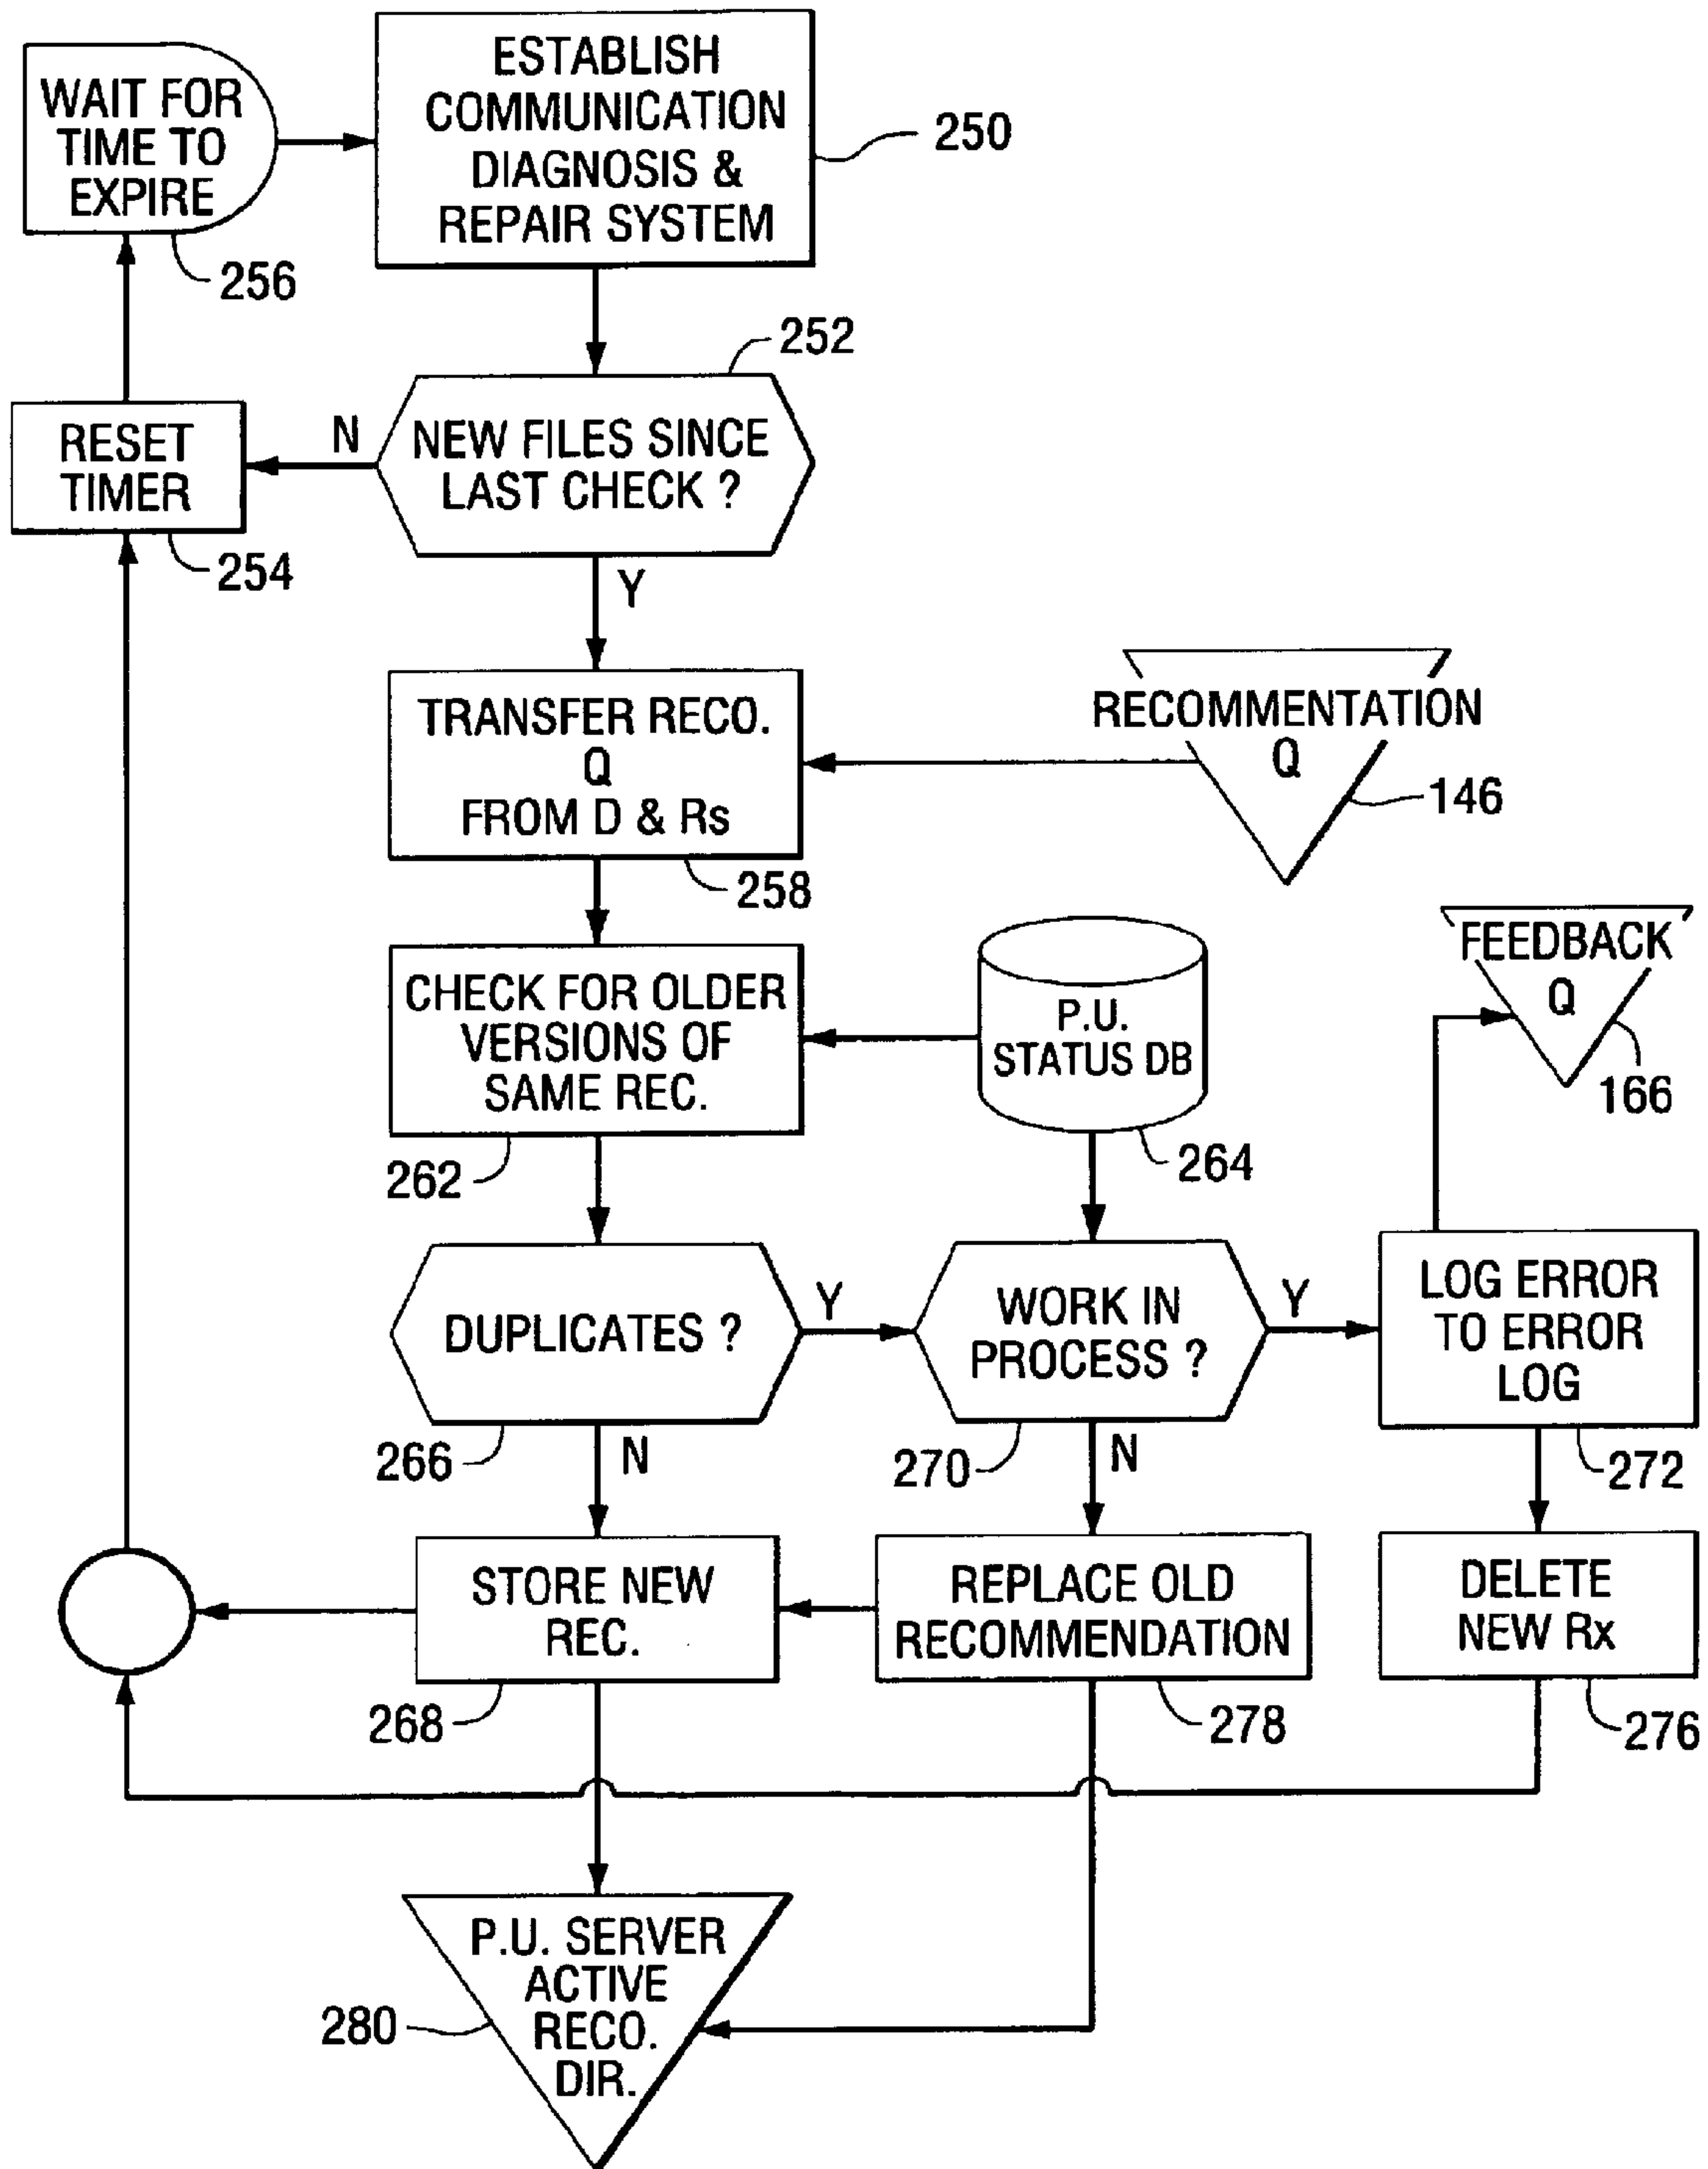 WAIT FOR
TIME TO
EXPIRE
256
ESTABLISH
COMMUNICATION
DIAGNOSIS &
REPAIR SYSTEM
250
252
NEW FILES SINCE
LAST CHECK ?
N
RESET
TIMER
254
Y
TRANSFER RECO.
Q
FROM D & Rs
258
RECOMMENTATION
Q
146
CHECK FOR OLDER
VERSIONS OF
SAME REC.
262
P.U.
STATUS DB
264
FEEDBACK
Q
166
DUPLICATES ?
266
Y
N
WORK IN
PROCESS ?
270
Y
N
LOG ERROR
TO ERROR
LOG
272
STORE NEW
REC.
268
REPLACE OLD
RECOMMENDATION
278
DELETE
NEW Rx
276
P.U. SERVER
ACTIVE
RECO.
DIR.
280